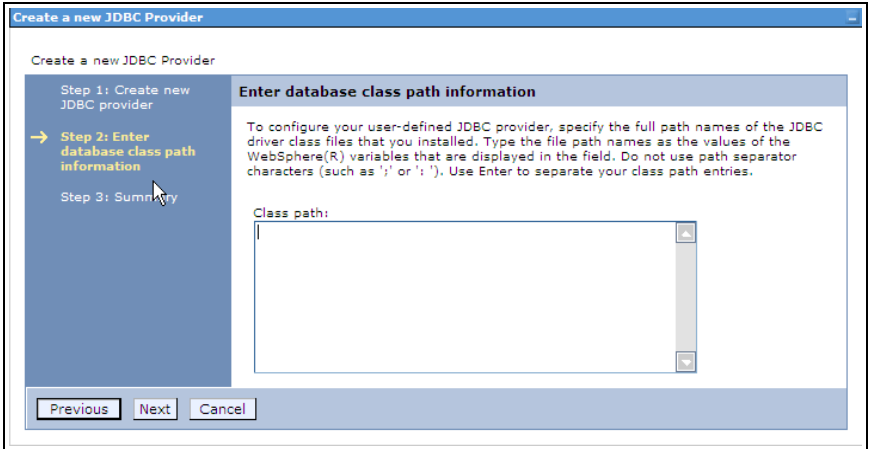 Create a new JDBC Provider
Create a new JDBC Provider
Step 1: Create new
JDBC provider
Step 2: Enter
database class path
information
Step 3: Summary
Enter database class path information
To configure your user-defined JDBC provider, specify the full path names of the JDBC
driver class files that you installed. Type the file path names as the values of the
WebSphere(R) variables that are displayed in the field. Do not use path separator
characters (such as ';' or ': '). Use Enter to separate your class path entries.
Class path:
Previous Next Cancel